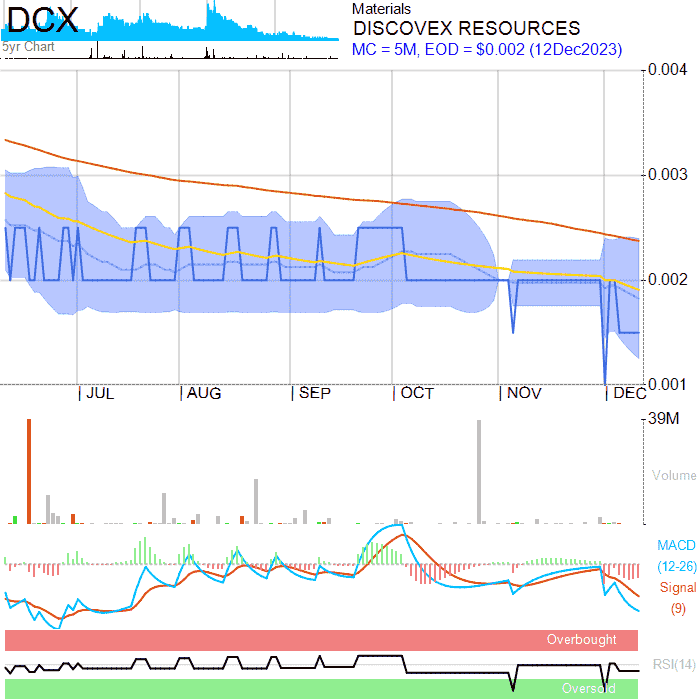 DCX
5yr Chart
Materials
DISCOVEX RESOURCES
MC = 5M, EOD = $0.002 (12Dec2023)
0.004
0.003
0.002
0.001
JUL
AUG
SEP
OCT
NOV
DEC
39M
Volume
MACD
(12-26)
Signal
(9)
Overbought
RSI(14)
Oversold